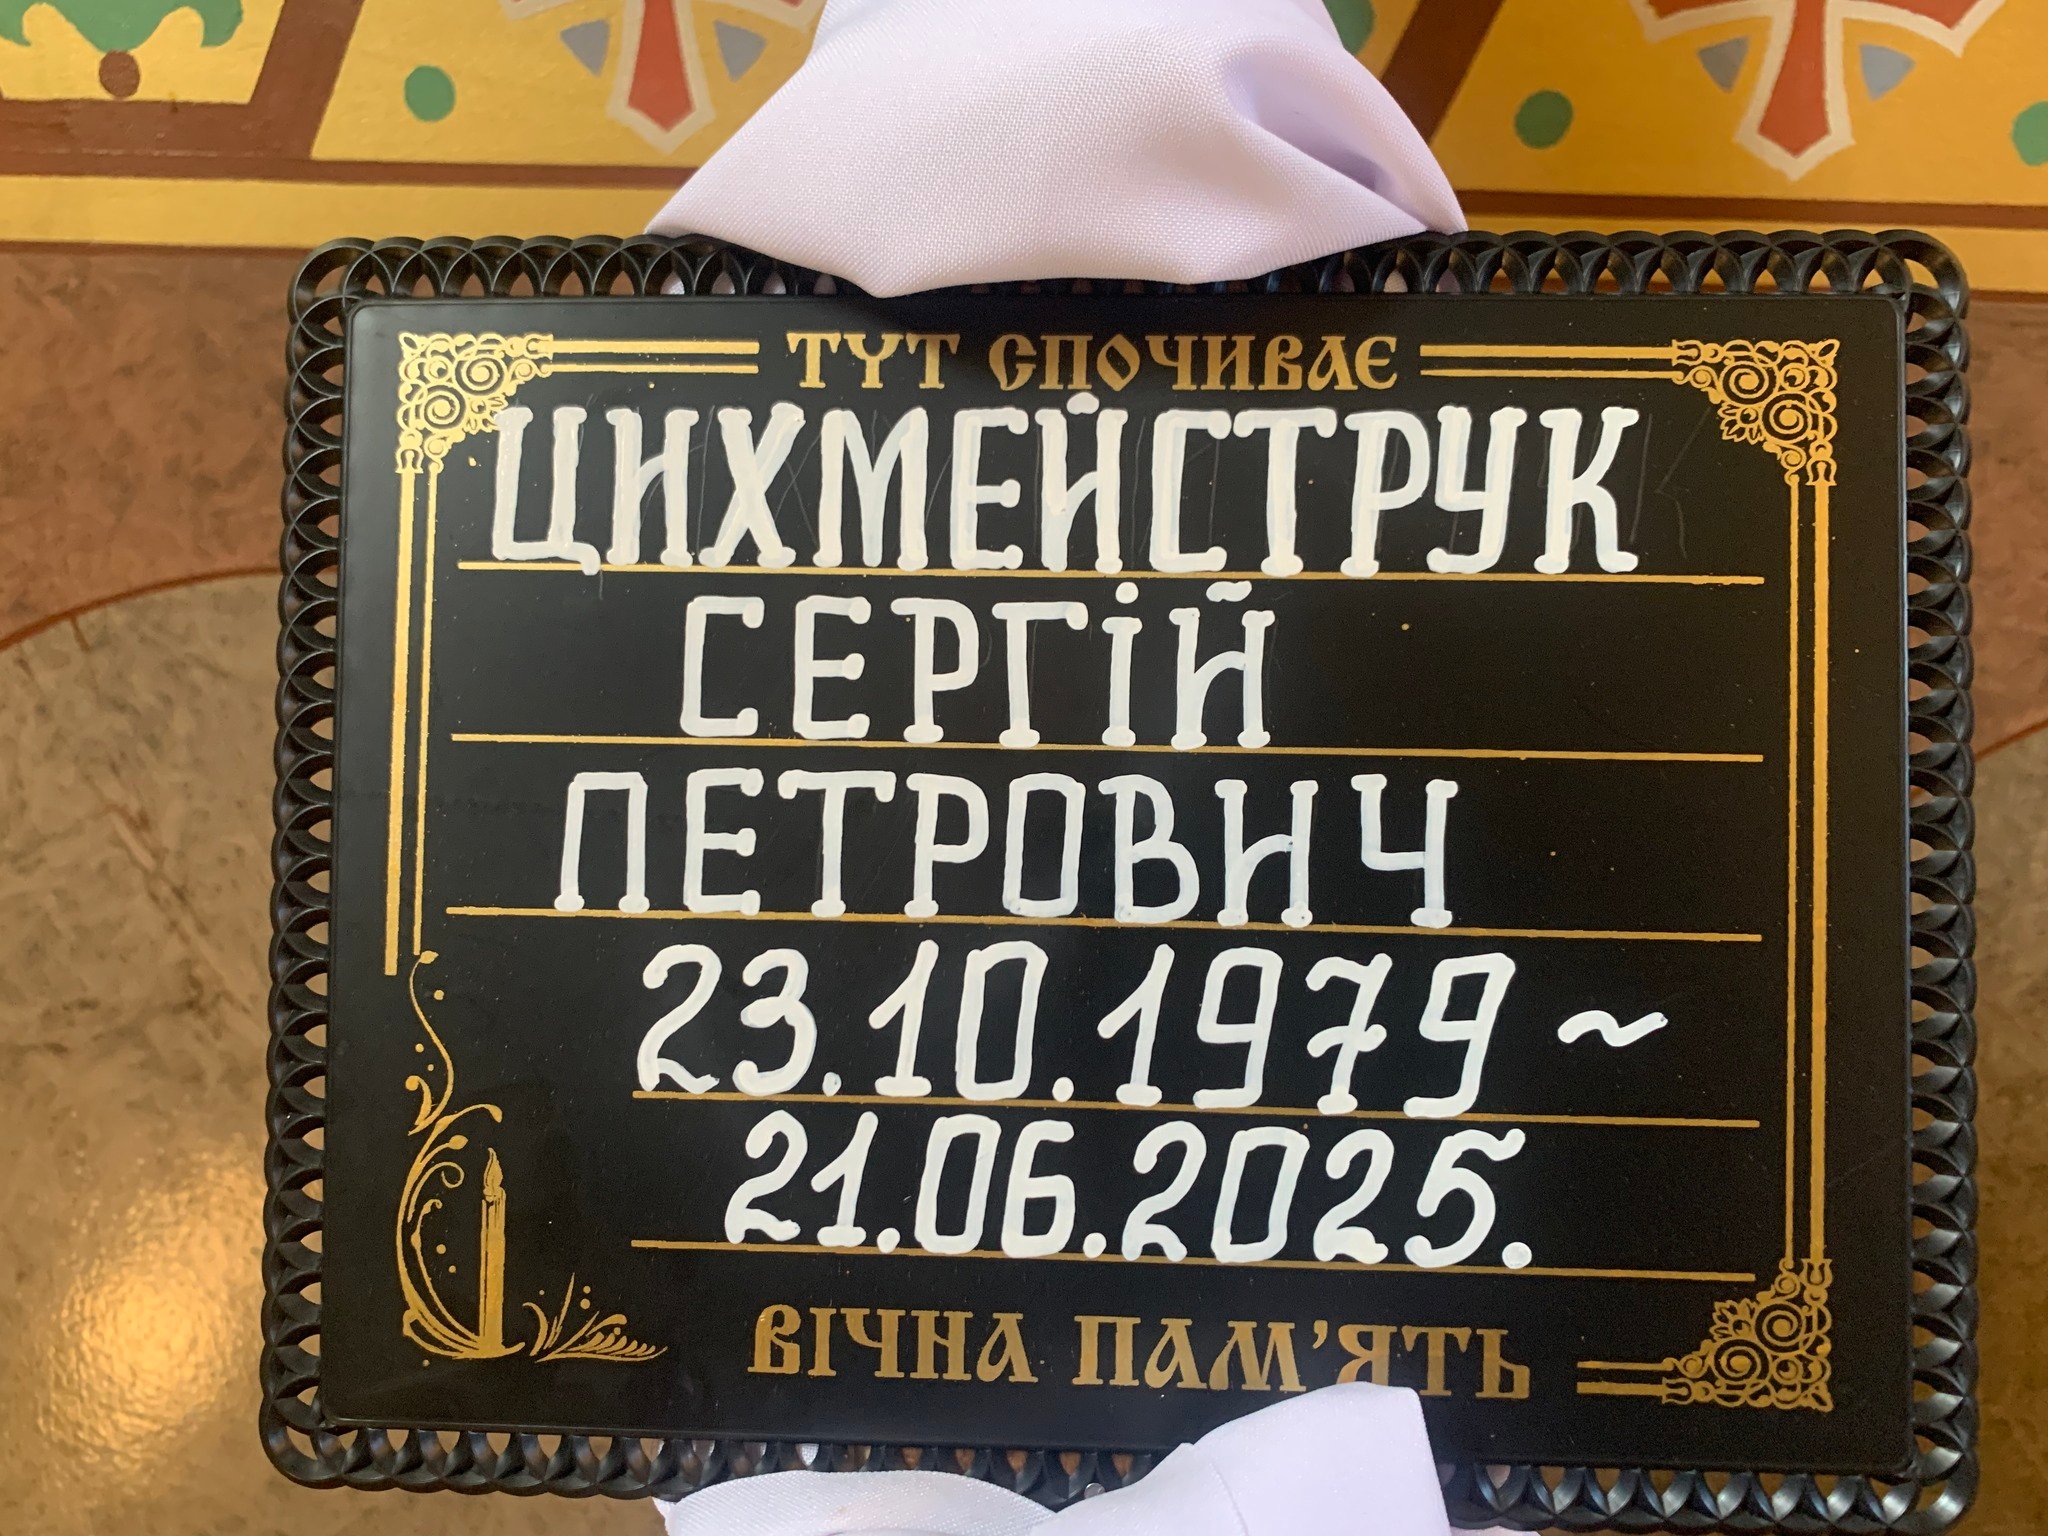 ТУТ СПОЧИВАЄ
ЦИХМЕЙСТРУК
СЕРГІЙ
ПЕТРОВИЧ
23.10.1979 ~
21.06.2025.
ВІЧНА ПАМ'ЯТЬ